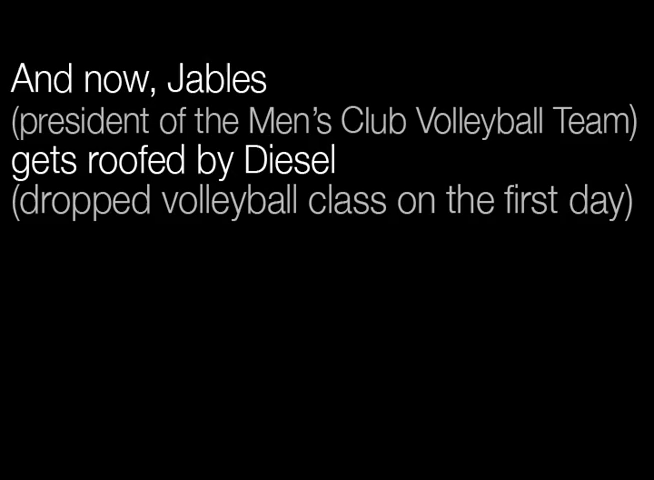 And now, Jables
(president of the Men’s Club Volleyball Team)
gets roofed by Diesel
(dropped volleyball class on the first day)